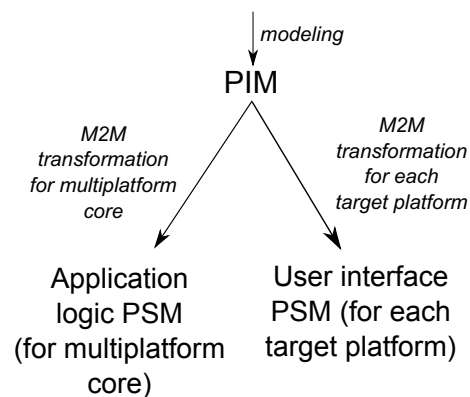 modeling
PIM
M2M
transformation
for multiplatform
core
M2M
transformation
for each
target platform
Application
logic PSM
(for multiplatform
core)
User interface
PSM (for each
target platform)